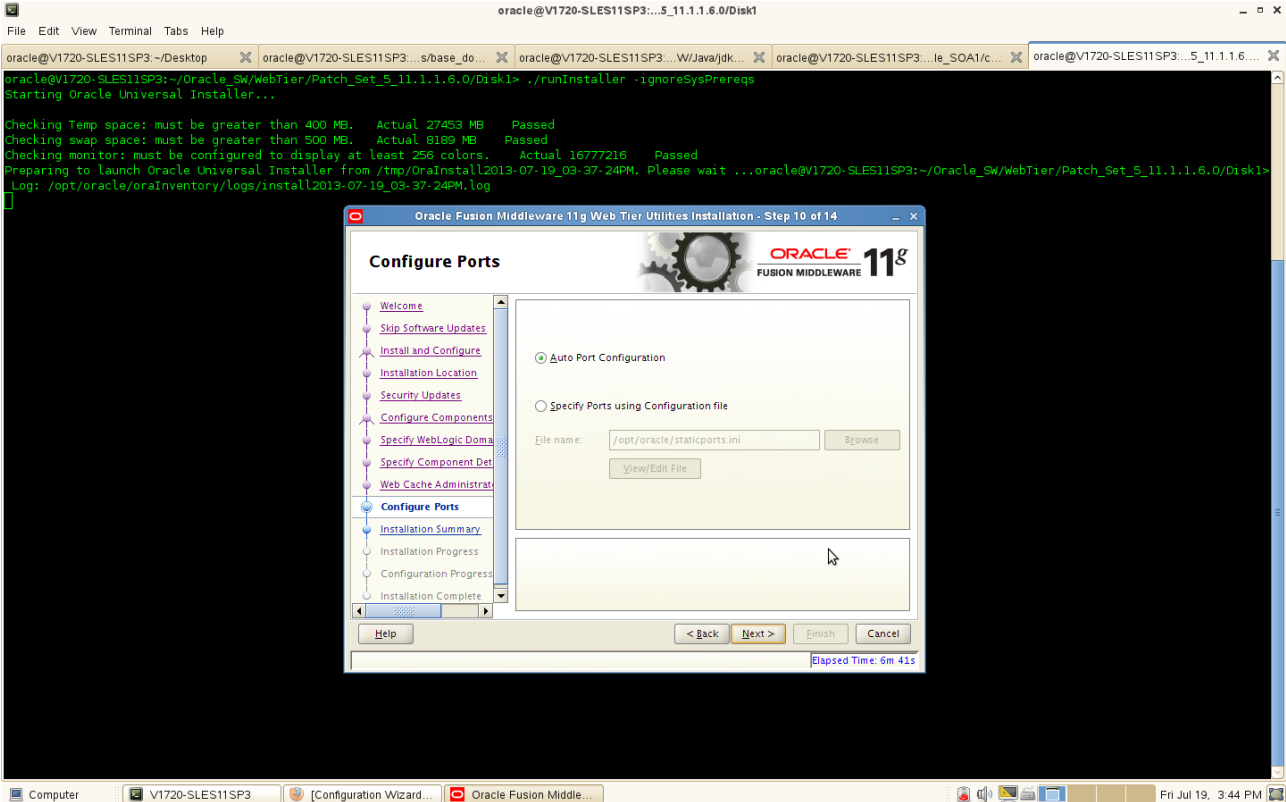 oracle@V1720-SLES11SP3:...5_11.1.1.6.0/Disk1
File Edit View Terminal Tabs Help
oracle@V1720-SLES11SP3:~/Desktop oracle@V1720-SLES11SP3:...s/base_do... oracle@V1720-SLES11SP3:...W/Java/jdk... oracle@V1720-SLES11SP3:...le_SOA1/c... oracle@V1720-SLES11SP3:...5_11.1.1.6....
oracle@V1720-SLES11SP3:~/Oracle_SW/WebTier/Patch_Set_5_11.1.1.6.0/Disk1> ./runInstaller -ignoreSysPrereqs
Starting Oracle Universal Installer...
Checking Temp space: must be greater than 400 MB. Actual 27453 MB Passed
Checking swap space: must be greater than 500 MB. Actual 8189 MB Passed
Checking monitor: must be configured to display at least 256 colors. Actual 16777216 Passed
Preparing to launch Oracle Universal Installer from /tmp/OraInstall2013-07-19_03-37-24PM. Please wait ...oracle@V1720-SLES11SP3:~/Oracle_SW/WebTier/Patch_Set_5_11.1.1.6.0/Disk1>
Log: /opt/oracle/oraInventory/logs/install2013-07-19_03-37-24PM.log
Oracle Fusion Middleware 11g Web Tier Utilities Installation - Step 10 of 14
Configure Ports
ORACLE
FUSION MIDDLEWARE 11g
Welcome
Skip Software Updates
Install and Configure
Installation Location
Security Updates
Configure Components
Specify WebLogic Doma
Specify Component Det
Web Cache Administrat
Configure Ports
Installation Summary
Installation Progress
Configuration Progress
Installation Complete
Auto Port Configuration
Specify Ports using Configuration file
File name: /opt/oracle/staticports.ini Browse
View/Edit File
Help < Back Next > Finish Cancel
Elapsed Time: 6m 41s
Computer V1720-SLES11SP3 [Configuration Wizard... Oracle Fusion Middle... Fri Jul 19, 3:44 PM